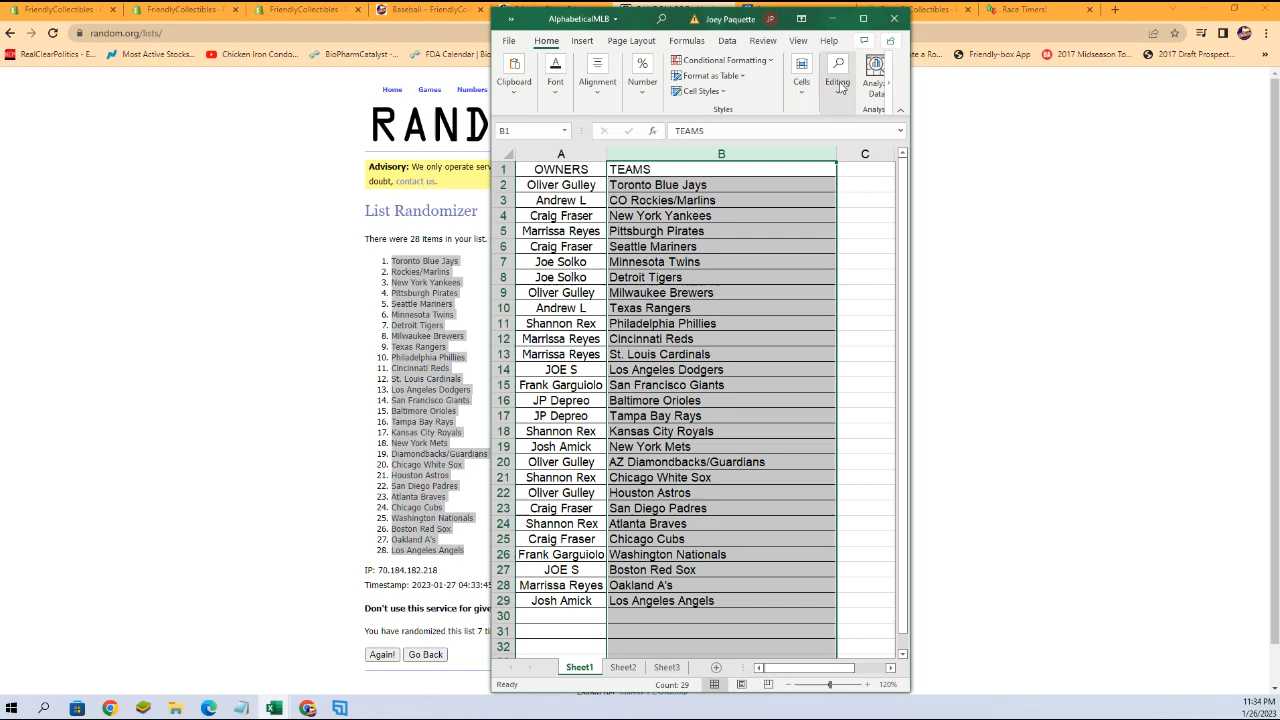 FriendlyCollectibles - E...
FriendlyCollectibles - E...
FriendlyCollectibles - E...
Baseball – FriendlyCo...
Race Timers!
random.org/lists/
RealClearPolitics - E...
Chicken Iron Condo...
BioPharmCatalyst -...
FDA Calendar | Bio
Friendly-box App
2017 Midseason To...
2017 Draft Prospect...
Home
Games
Numbers
RAND
Advisory: We only operate serv
doubt, contact us.
List Randomizer
There were 28 items in your list.
1. Toronto Blue Jays
2. Rockies/Marlins
3. New York Yankees
4. Pittsburgh Pirates
5. Seattle Mariners
6. Minnesota Twins
7. Detroit Tigers
8. Milwaukee Brewers
9. Texas Rangers
10. Philadelphia Phillies
11. Cincinnati Reds
12. St. Louis Cardinals
13. Los Angeles Dodgers
14. San Francisco Giants
15. Baltimore Orioles
16. Tampa Bay Rays
17. Kansas City Royals
18. New York Mets
19. Diamondbacks/Guardians
20. Chicago White Sox
21. Houston Astros
22. San Diego Padres
23. Atlanta Braves
24. Chicago Cubs
25. Washington Nationals
26. Boston Red Sox
27. Oakland A's
28. Los Angeles Angels
IP: 70.184.182.218
Timestamp: 2023-01-27 04:33:45
Don't use this service for give
You have randomized this list 7 ti
Again!
Go Back
AlphabeticalMLB
Joey Paquette
JP
File
Home
Insert
Page Layout
Formulas
Data
Review
View
Help
Clipboard
Font
Alignment
Number
Conditional Formatting
Format as Table
Cell Styles
Styles
Cells
Editing
Analyz
Data
Analys
B1
fx
TEAMS
A B C
1 OWNERS TEAMS
2 Oliver Gulley Toronto Blue Jays
3 Andrew L CO Rockies/Marlins
4 Craig Fraser New York Yankees
5 Marrissa Reyes Pittsburgh Pirates
6 Craig Fraser Seattle Mariners
7 Joe Solko Minnesota Twins
8 Joe Solko Detroit Tigers
9 Oliver Gulley Milwaukee Brewers
10 Andrew L Texas Rangers
11 Shannon Rex Philadelphia Phillies
12 Marrissa Reyes Cincinnati Reds
13 Marrissa Reyes St. Louis Cardinals
14 JOE S Los Angeles Dodgers
15 Frank Garguiolo San Francisco Giants
16 JP Depreo Baltimore Orioles
17 JP Depreo Tampa Bay Rays
18 Shannon Rex Kansas City Royals
19 Josh Amick New York Mets
20 Oliver Gulley AZ Diamondbacks/Guardians
21 Shannon Rex Chicago White Sox
22 Oliver Gulley Houston Astros
23 Craig Fraser San Diego Padres
24 Shannon Rex Atlanta Braves
25 Craig Fraser Chicago Cubs
26 Frank Garguiolo Washington Nationals
27 JOE S Boston Red Sox
28 Marrissa Reyes Oakland A's
29 Josh Amick Los Angeles Angels
30
31
32
Sheet1
Sheet2
Sheet3
Ready
Count: 29
120%
11:34 PM
1/26/2023